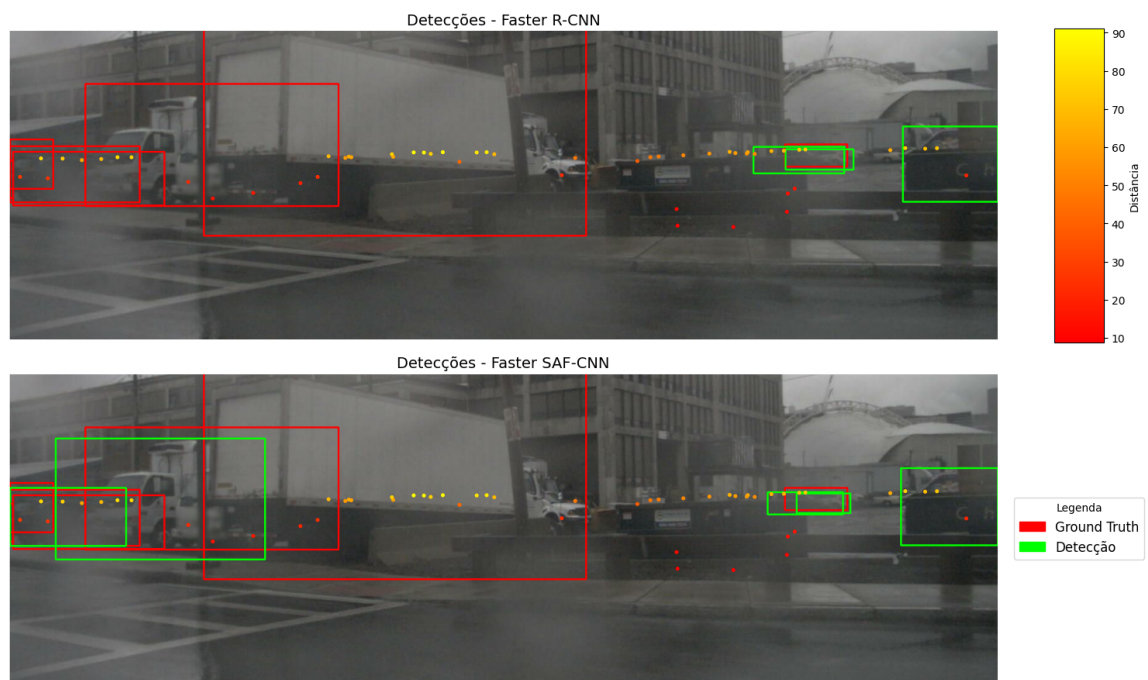 Detecções - Faster R-CNN
90
80
70
60
50
40
30
20
10
Distância
Detecções - Faster SAF-CNN
Legenda
Ground Truth
Detecção